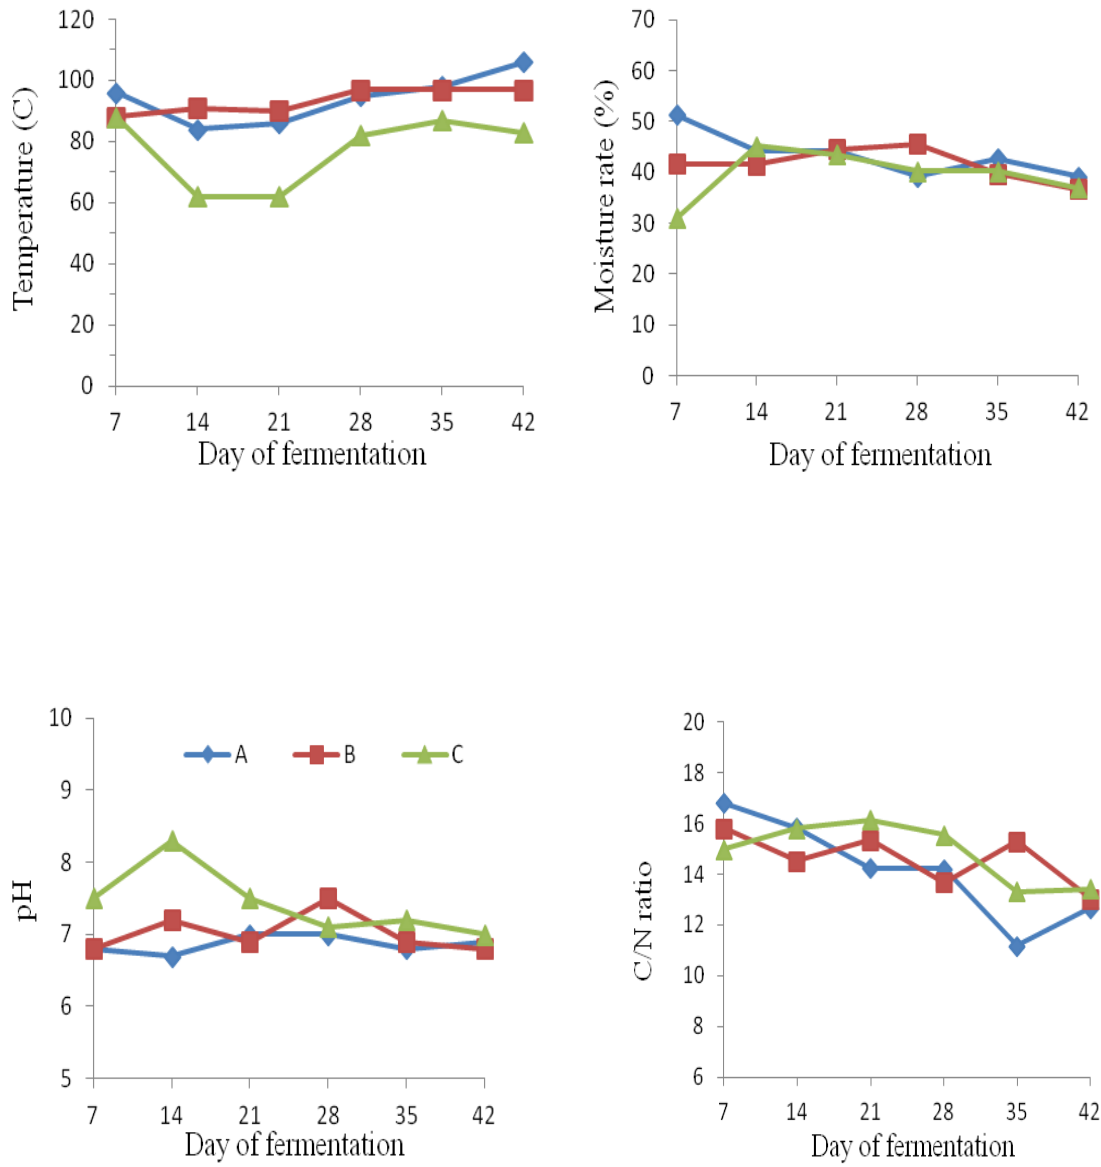 Temperature (C)
120
100
80
60
40
20
0
7 14 21 28 35 42
Day of fermentation
Moisture rate (%)
70
60
50
40
30
20
10
0
7 14 21 28 35 42
Day of fermentation
pH
10
9
8
7
6
5
A B C
7 14 21 28 35 42
Day of fermentation
C/N ratio
20
18
16
14
12
10
8
6
7 14 21 28 35 42
Day of fermentation